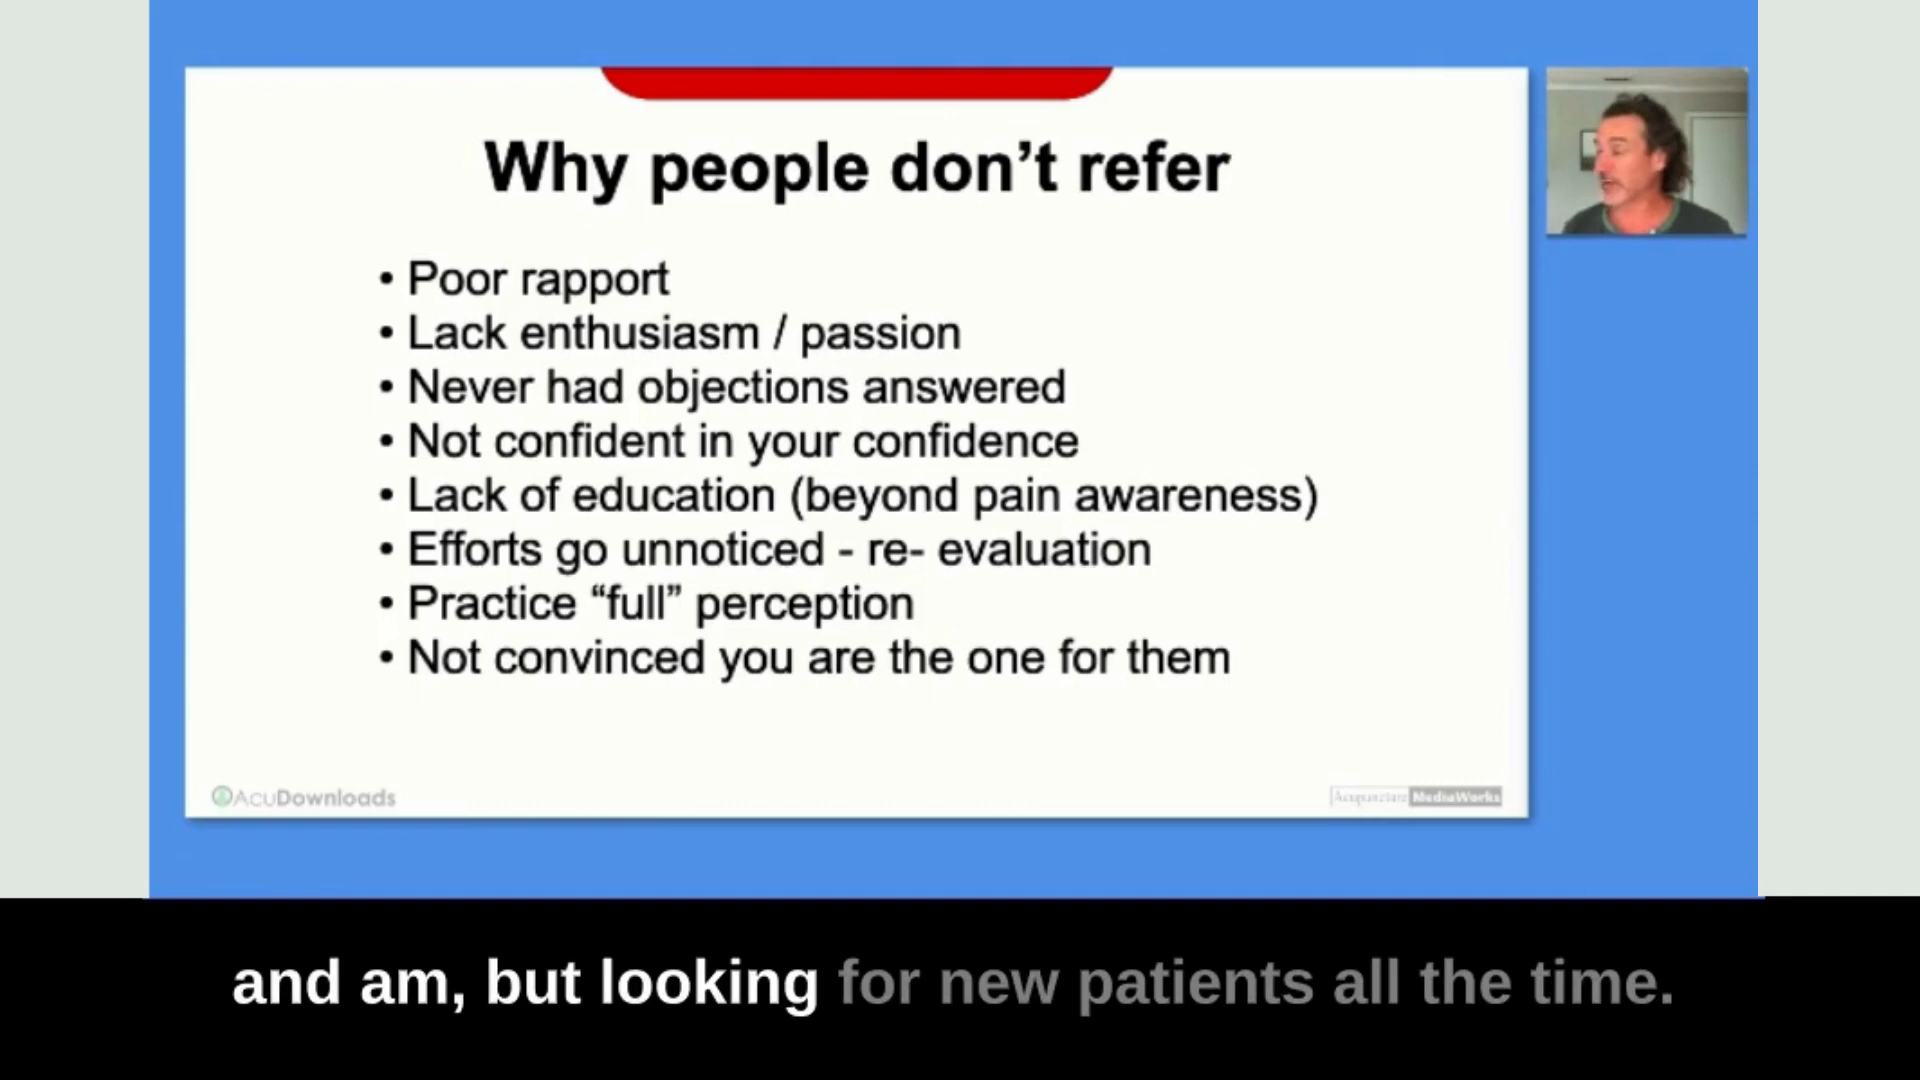 Why people don’t refer
• Poor rapport
• Lack enthusiasm / passion
• Never had objections answered
• Not confident in your confidence
• Lack of education (beyond pain awareness)
• Efforts go unnoticed - re- evaluation
• Practice “full” perception
• Not convinced you are the one for them
AcuDownloads
Acupuncture MediaWorks
and am, but looking for new patients all the time.